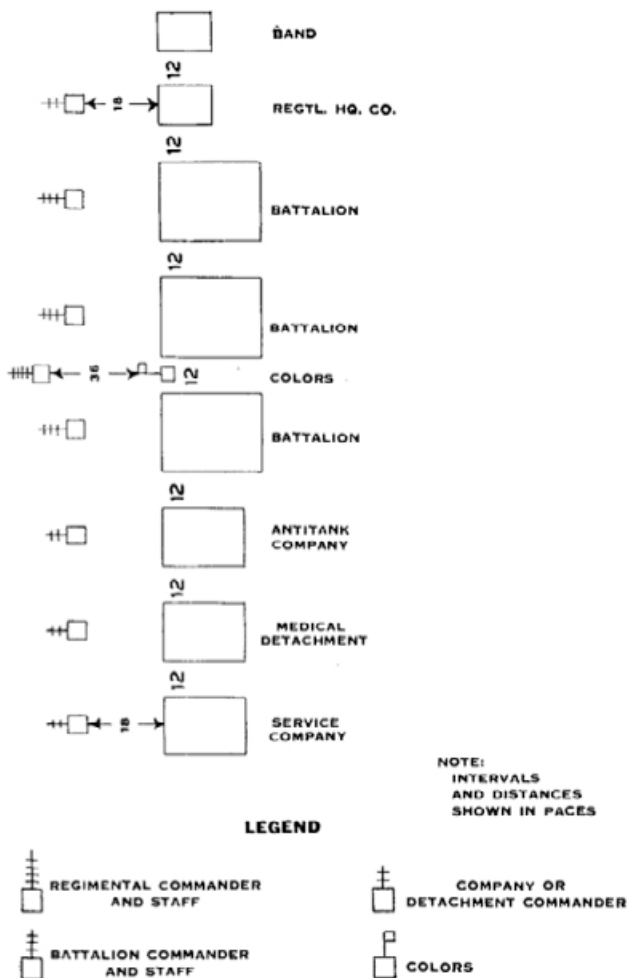 BAND
12
18
REGTL. HQ. CO.
12
BATTALION
12
BATTALION
36
12
COLORS
BATTALION
12
ANTITANK
COMPANY
12
MEDICAL
DETACHMENT
12
18
SERVICE
COMPANY
NOTE:
INTERVALS
AND DISTANCES
SHOWN IN PACES
LEGEND
REGIMENTAL COMMANDER
AND STAFF
COMPANY OR
DETACHMENT COMMANDER
BATTALION COMMANDER
AND STAFF
COLORS